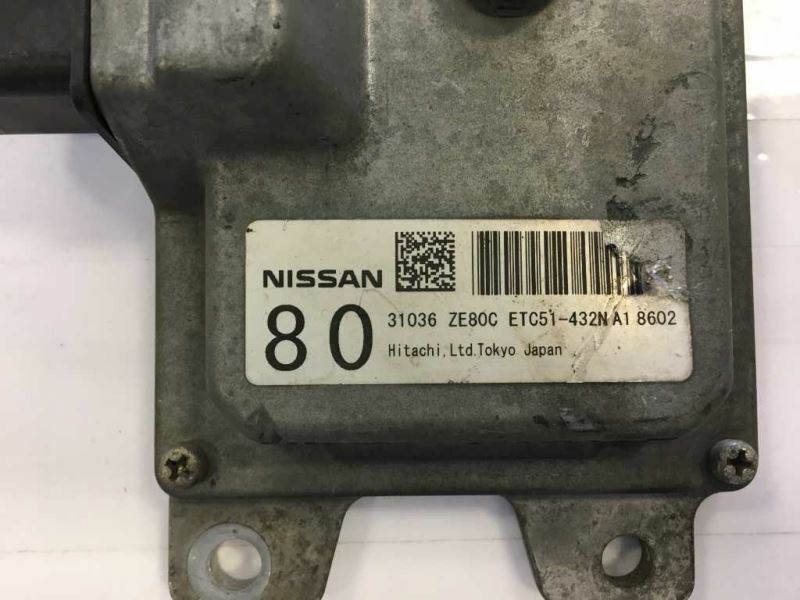 NISSAN
80
31036 ZE80C ETC51-432N A1 8602
Hitachi,Ltd.Tokyo Japan